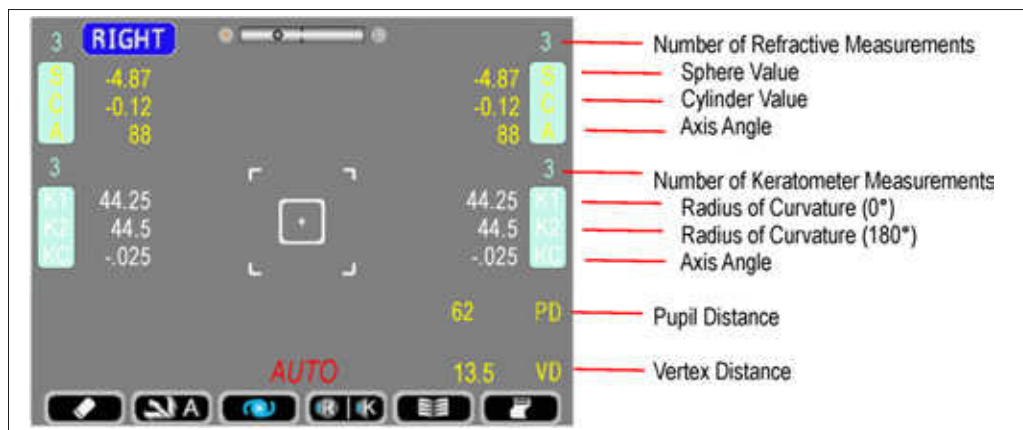 3 RIGHT 3 Number of Refractive Measurements
S -4.87 -4.87 S Sphere Value
C -0.12 -0.12 C Cylinder Value
A 88 88 A Axis Angle
3 3 Number of Keratometer Measurements
K1 44.25 44.25 K1 Radius of Curvature (0°)
K2 44.5 44.5 K2 Radius of Curvature (180°)
KC -.025 -.025 KC Axis Angle
62 PD Pupil Distance
AUTO 13.5 VD Vertex Distance
A R K